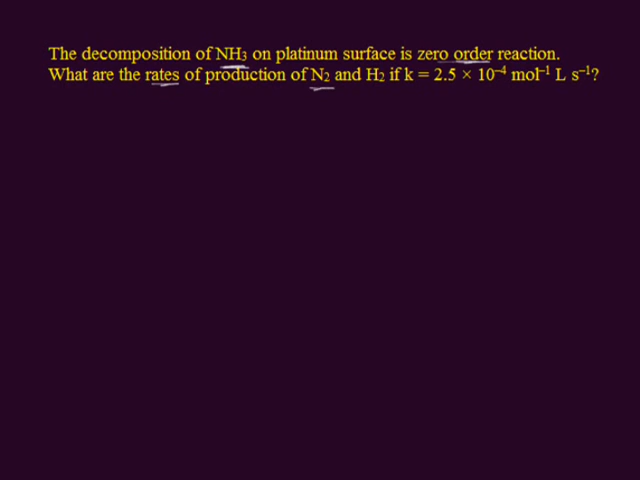 The decomposition of NH₃ on platinum surface is zero order reaction.
What are the rates of production of N₂ and H₂ if k = 2.5 × 10⁻⁴ mol⁻¹ L s⁻¹?